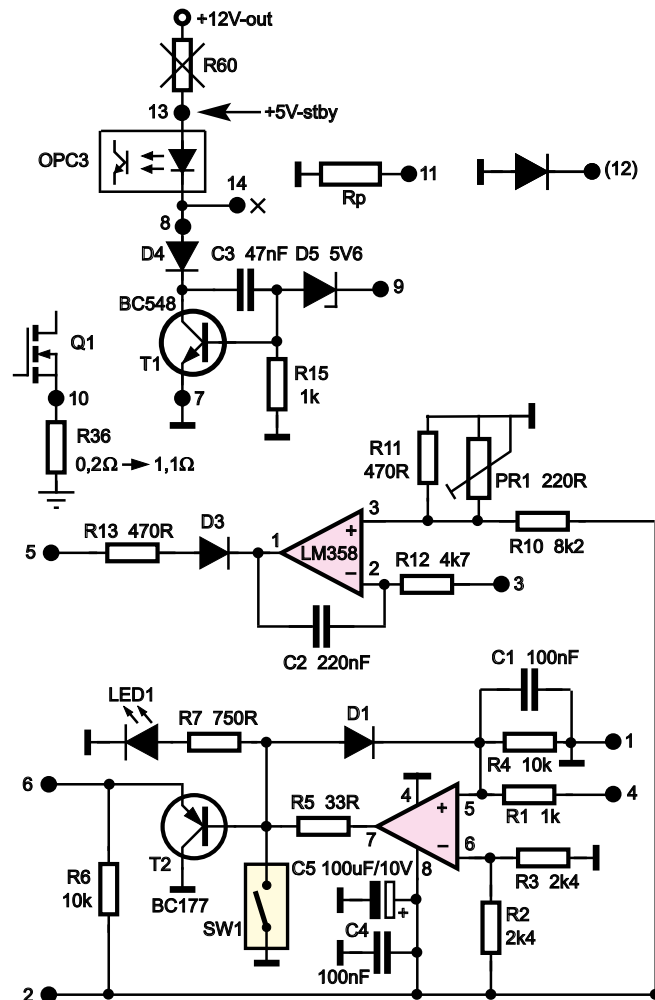 +12V-out
R60
13
+5V-stby
OPC3
14
11
(12)
Rp
8
D4
C3 47nF
D5 5V6
9
BC548
T1
Q1
R15
1k
10
7
R36
0,2Ω → 1,1Ω
R11
470R
PR1 220R
3
R13 470R
D3
1
+
LM358
5
R10 8k2
–
2
R12 4k7
3
C2 220nF
C1 100nF
LED1
R7 750R
D1
1
R4 10k
6
4
5
4
+
R5 33R
R1 1k
7
–
6
T2
8
R6
10k
C5 100uF/10V
R3 2k4
BC177
+
SW1
C4
R2
2k4
100nF
2